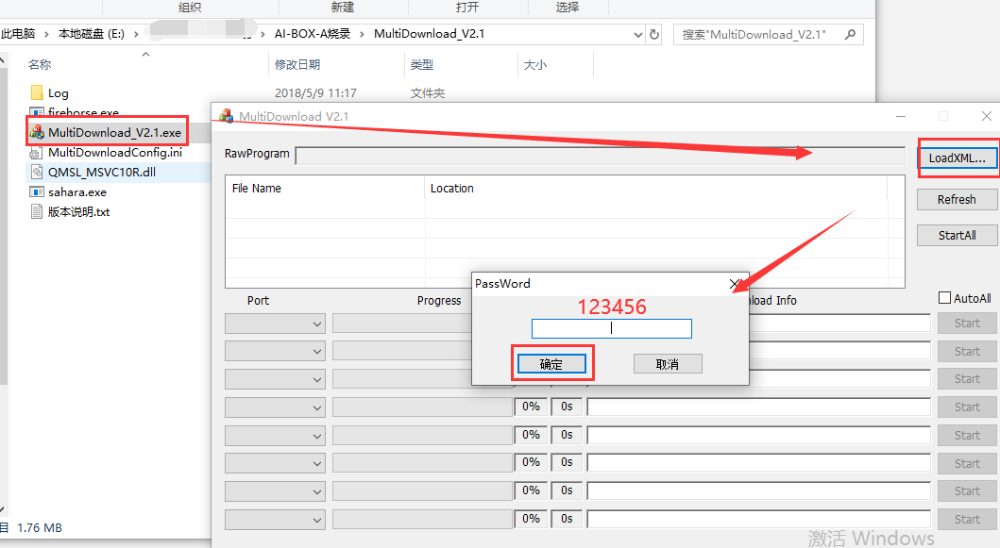 组织
新建
打开
选择
此电脑 › 本地磁盘 (E:) ›
› AI-BOX-A烧录 › MultiDownload_V2.1
搜索"MultiDownload_V2.1"
名称
修改日期
类型
大小
Log
2018/5/9 11:17
文件夹
firehorse.exe
MultiDownload_V2.1.exe
MultiDownloadConfig.ini
QMSL_MSVC10R.dll
sahara.exe
版本说明.txt
1.76 MB
MultiDownload V2.1
RawProgram
LoadXML...
File Name
Location
Refresh
StartAll
Port
Progress
nload Info
AutoAll
PassWord
123456
确定
取消
Start
Start
Start
0% 0s Start
0% 0s Start
0% 0s Start
0% 0s Start
0% 0s Start
激活 Windows